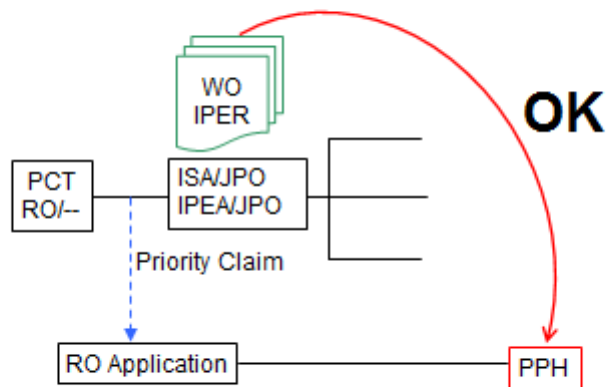 WO
IPER
OK
PCT
RO/--
ISA/JPO
IPEA/JPO
Priority Claim
RO Application
PPH